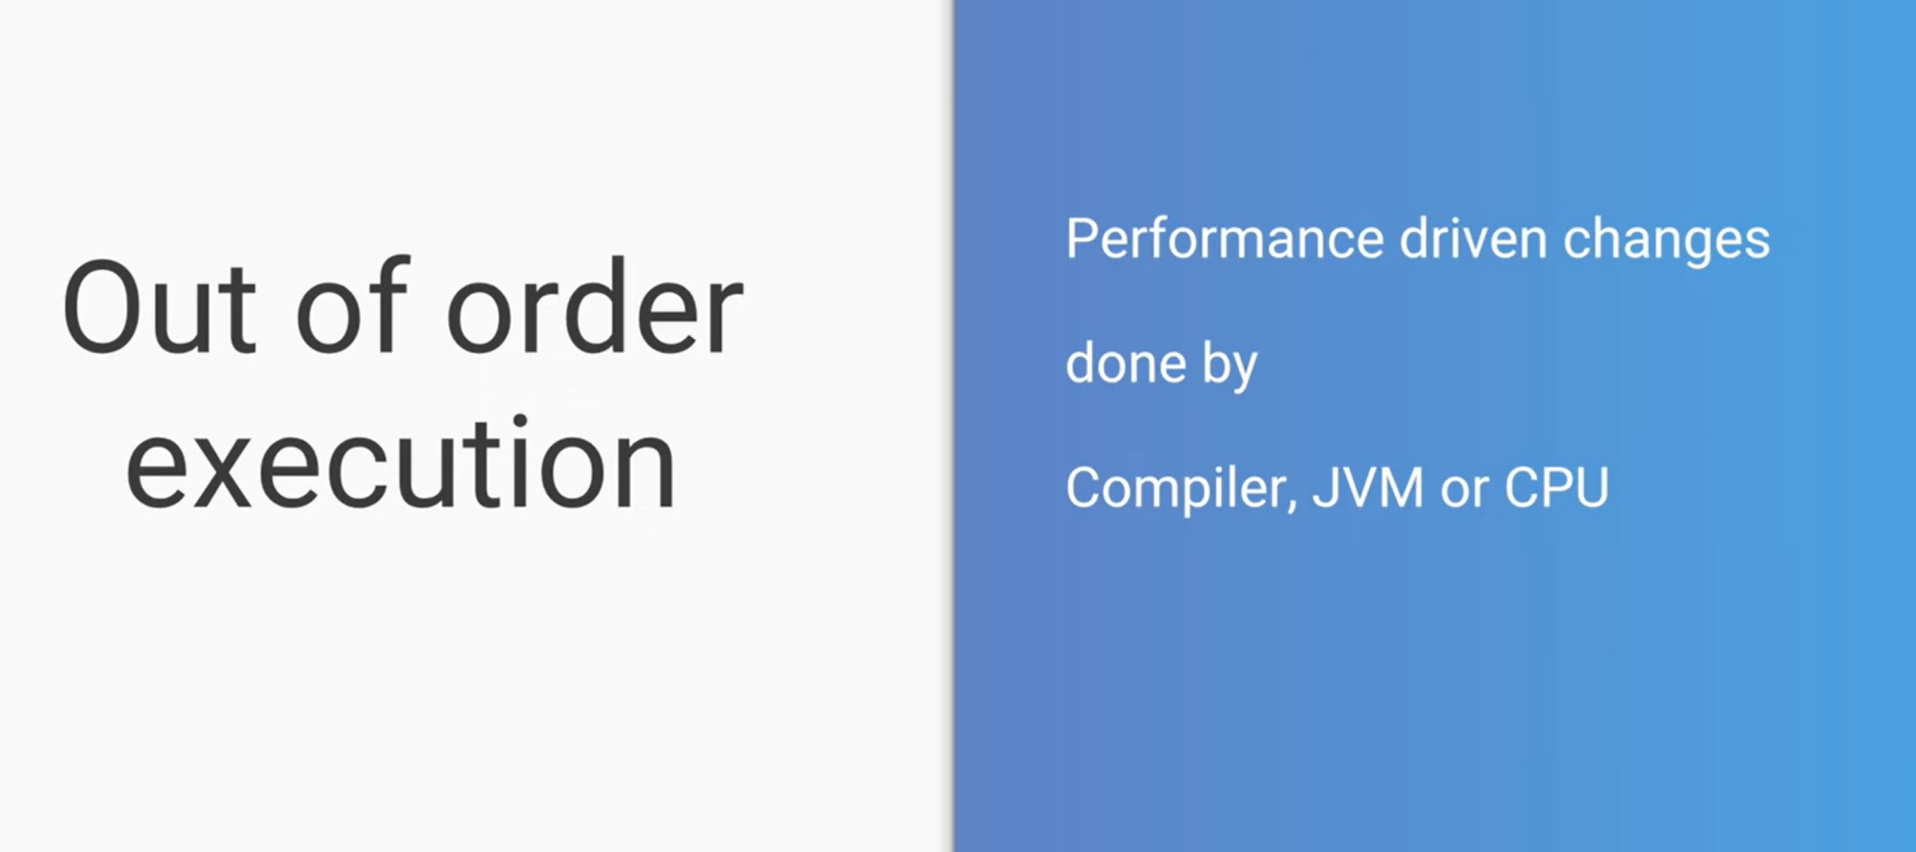 Out of order
execution
Performance driven changes
done by
Compiler, JVM or CPU